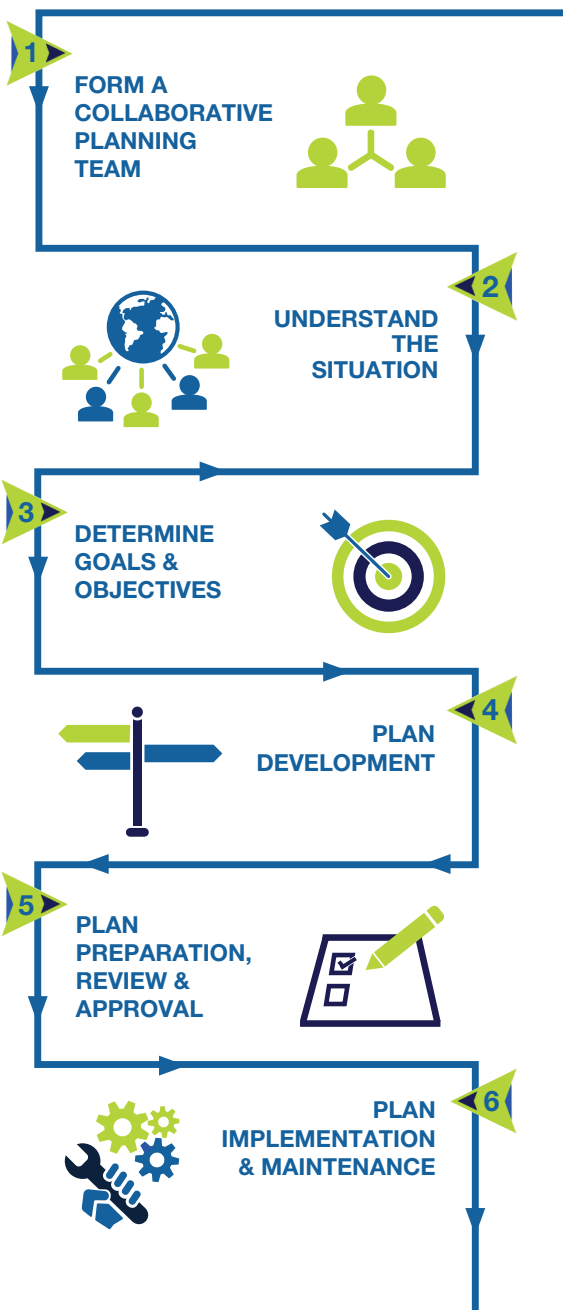 1
FORM A
COLLABORATIVE
PLANNING
TEAM
2
UNDERSTAND
THE
SITUATION
3
DETERMINE
GOALS &
OBJECTIVES
4
PLAN
DEVELOPMENT
5
PLAN
PREPARATION,
REVIEW &
APPROVAL
6
PLAN
IMPLEMENTATION
& MAINTENANCE